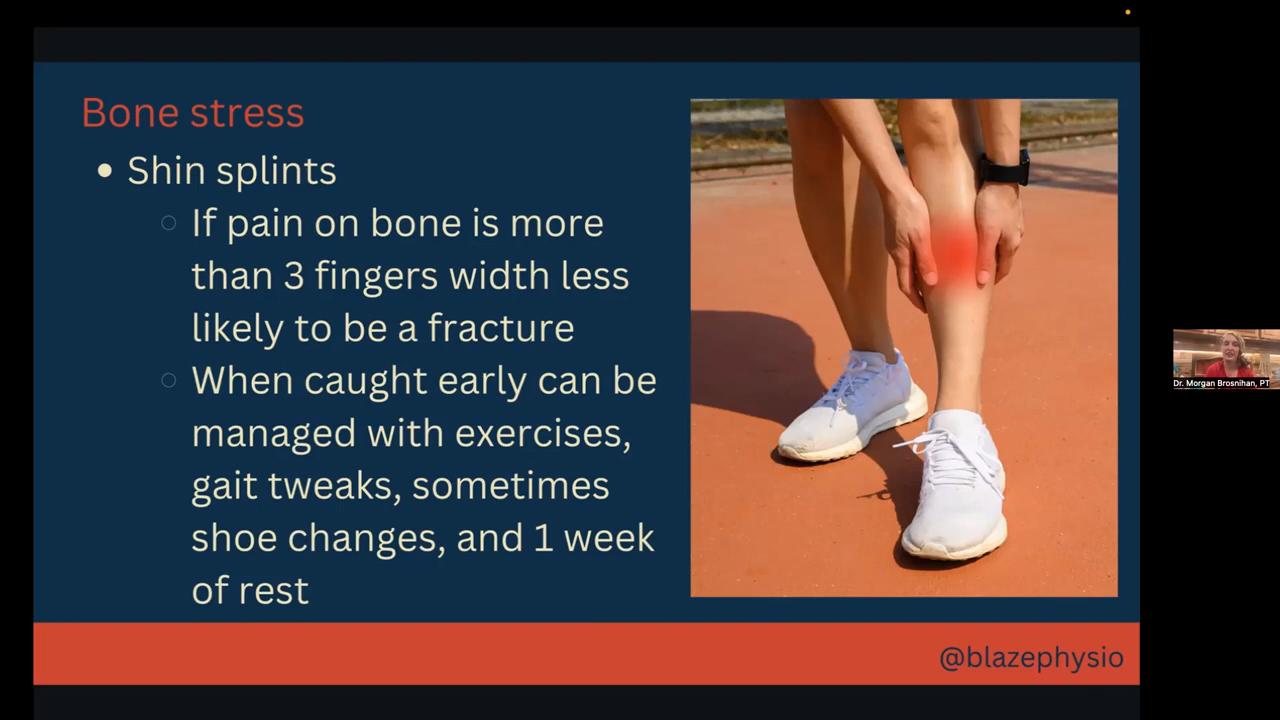 Bone stress
• Shin splints
○ If pain on bone is more
than 3 fingers width less
likely to be a fracture
○ When caught early can be
managed with exercises,
gait tweaks, sometimes
shoe changes, and 1 week
of rest
@blazephysio
Dr. Morgan Brosnihan, PT